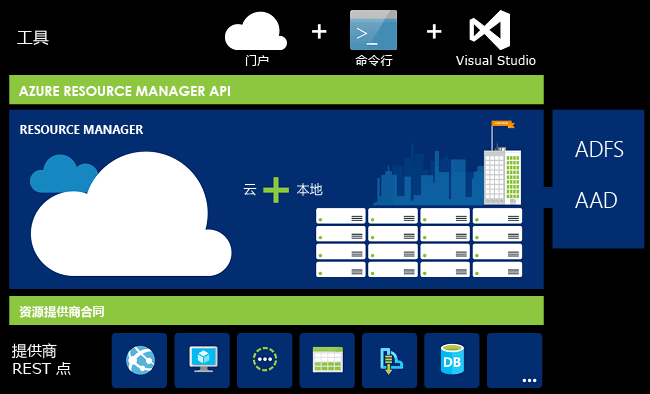 工具
门户
命令行
Visual Studio
AZURE RESOURCE MANAGER API
RESOURCE MANAGER
云
本地
ADFS
AAD
资源提供商合同
提供商
REST 点
DB
...